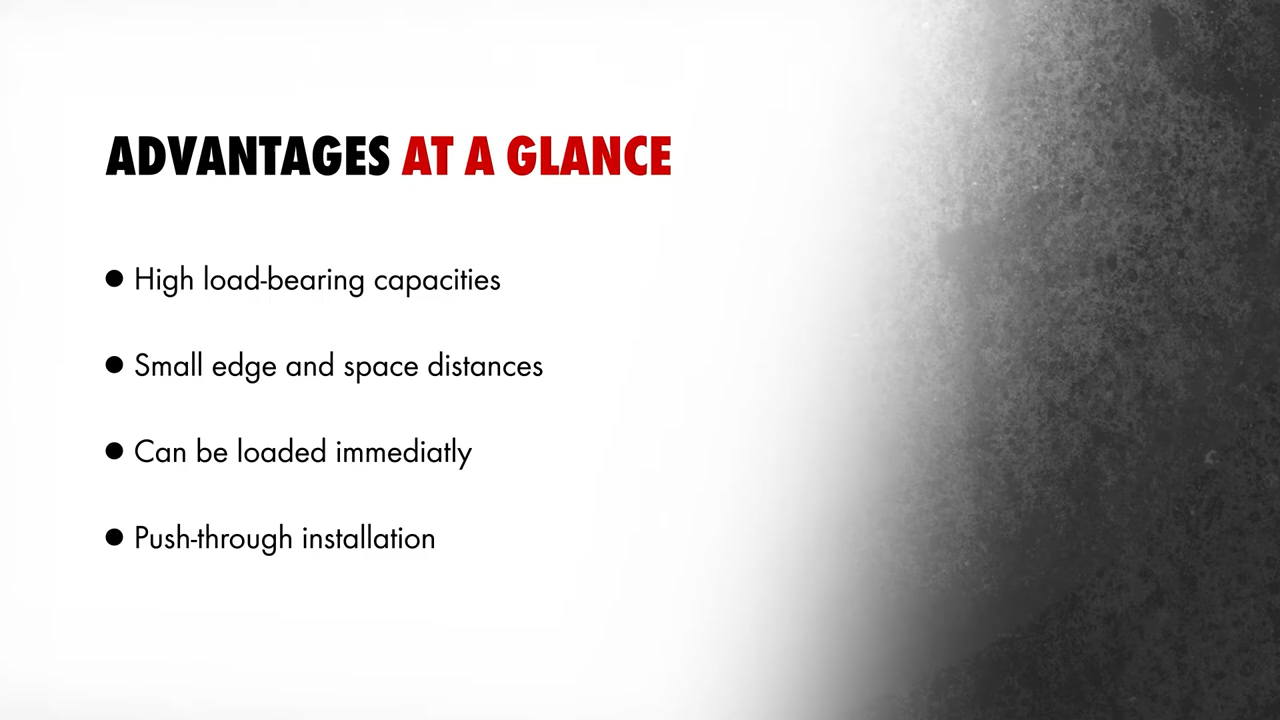 ADVANTAGES AT A GLANCE
● High load-bearing capacities
● Small edge and space distances
● Can be loaded immediatly
● Push-through installation